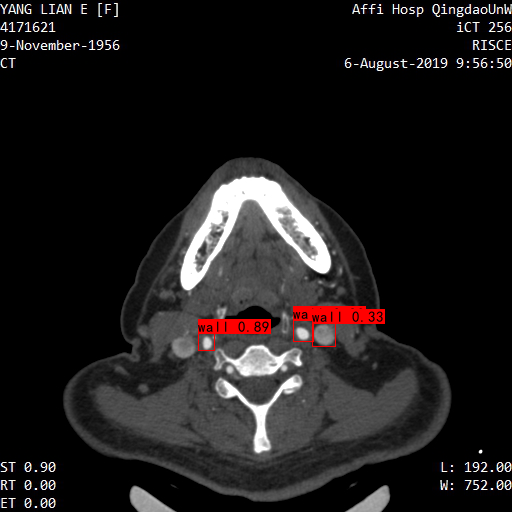 YANG LIAN E [F]
4171621
9-November-1956
CT
Affi Hosp QingdaoUnW
iCT 256
RISCE
6-August-2019 9:56:50
wall 0.89
wa
wall 0.33
ST 0.90
RT 0.00
ET 0.00
L: 192.00
W: 752.00